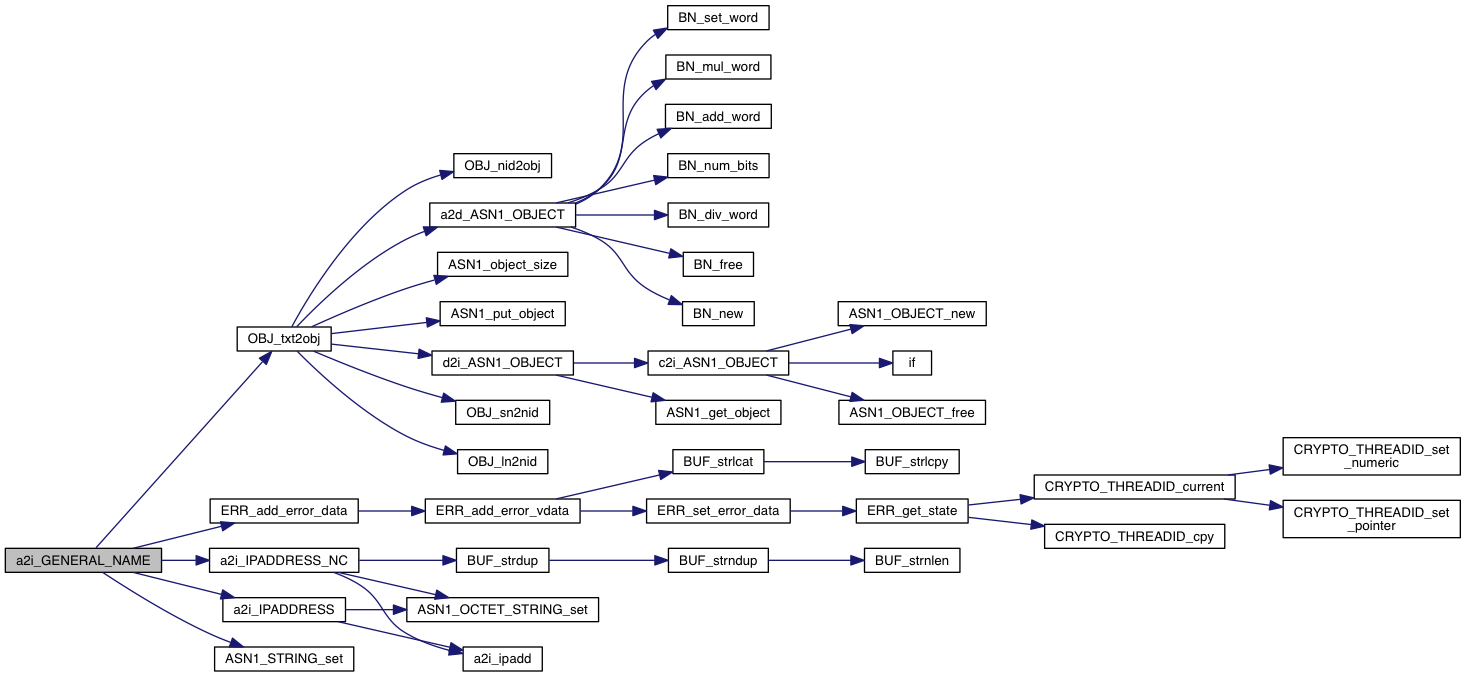 BN_set_word
BN_mul_word
BN_add_word
OBJ_nid2obj
BN_num_bits
a2d_ASN1_OBJECT
BN_div_word
ASN1_object_size
BN_free
ASN1_put_object
BN_new
ASN1_OBJECT_new
OBJ_txt2obj
d2i_ASN1_OBJECT
c2i_ASN1_OBJECT
if
OBJ_sn2nid
ASN1_get_object
ASN1_OBJECT_free
OBJ_ln2nid
BUF_strlcat
BUF_strlcpy
CRYPTO_THREADID_set
_numeric
ERR_add_error_data
ERR_add_error_vdata
ERR_set_error_data
ERR_get_state
CRYPTO_THREADID_current
CRYPTO_THREADID_set
_pointer
CRYPTO_THREADID_cpy
a2i_GENERAL_NAME
a2i_IPADDRESS_NC
BUF_strdup
BUF_strndup
BUF_strnlen
a2i_IPADDRESS
ASN1_OCTET_STRING_set
ASN1_STRING_set
a2i_ipadd